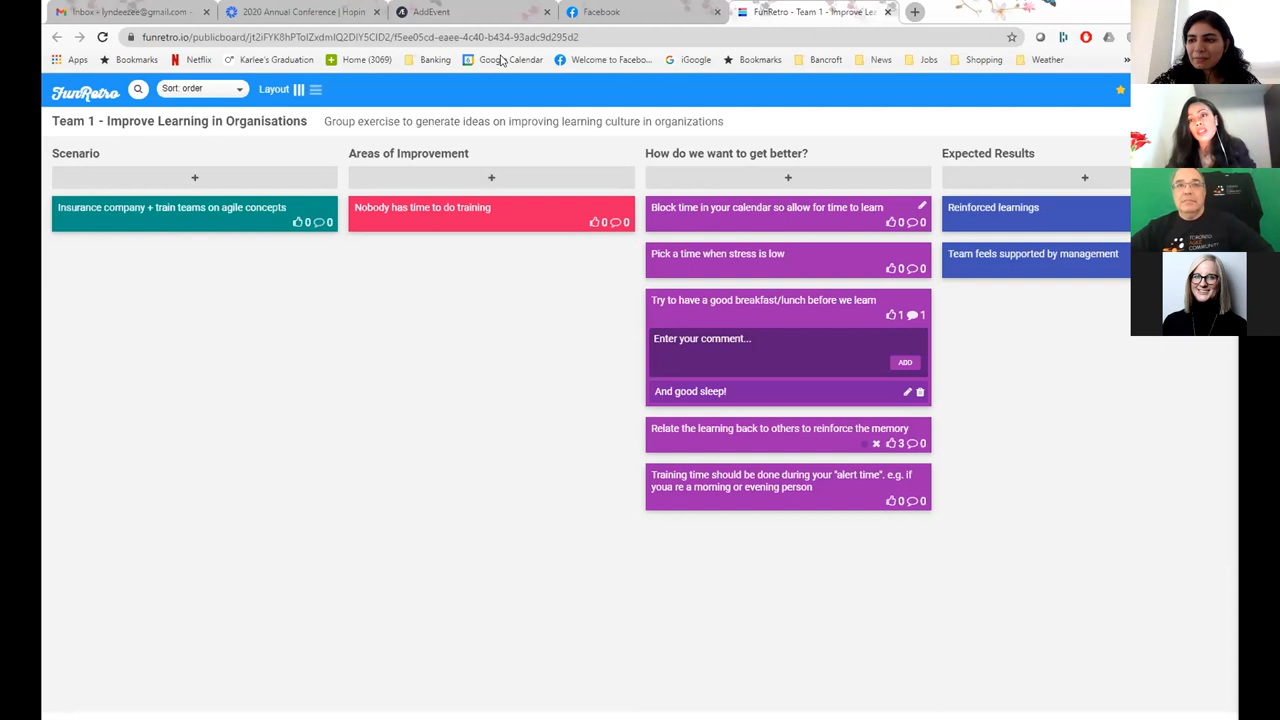 Inbox - lyndeezee@gmail.com
2020 Annual Conference | Hopin
AddEvent
Facebook
FunRetro - Team 1 - Improve Le
funretro.io/publicboard/
Apps
Bookmarks
Netflix
Karlee's Graduation
Home (3069)
Banking
Google Calendar
Welcome to Facebo...
iGoogle
Bookmarks
Bancroft
News
Jobs
Shopping
Weather
FunRetro
Sort: order
Layout
Team 1 - Improve Learning in Organisations
Group exercise to generate ideas on improving learning culture in organizations
Scenario
+
Insurance company + train teams on agile concepts
0 0
Areas of Improvement
+
Nobody has time to do training
0 0
How do we want to get better?
+
Block time in your calendar so allow for time to learn
0 0
Pick a time when stress is low
0 0
Try to have a good breakfast/lunch before we learn
1 1
Enter your comment...
ADD
And good sleep!
Relate the learning back to others to reinforce the memory
3 0
Training time should be done during your "alert time". e.g. if
youa re a morning or evening person
0 0
Expected Results
+
Reinforced learnings
Team feels supported by management
TORONTO
AGILE
COMMUNITY